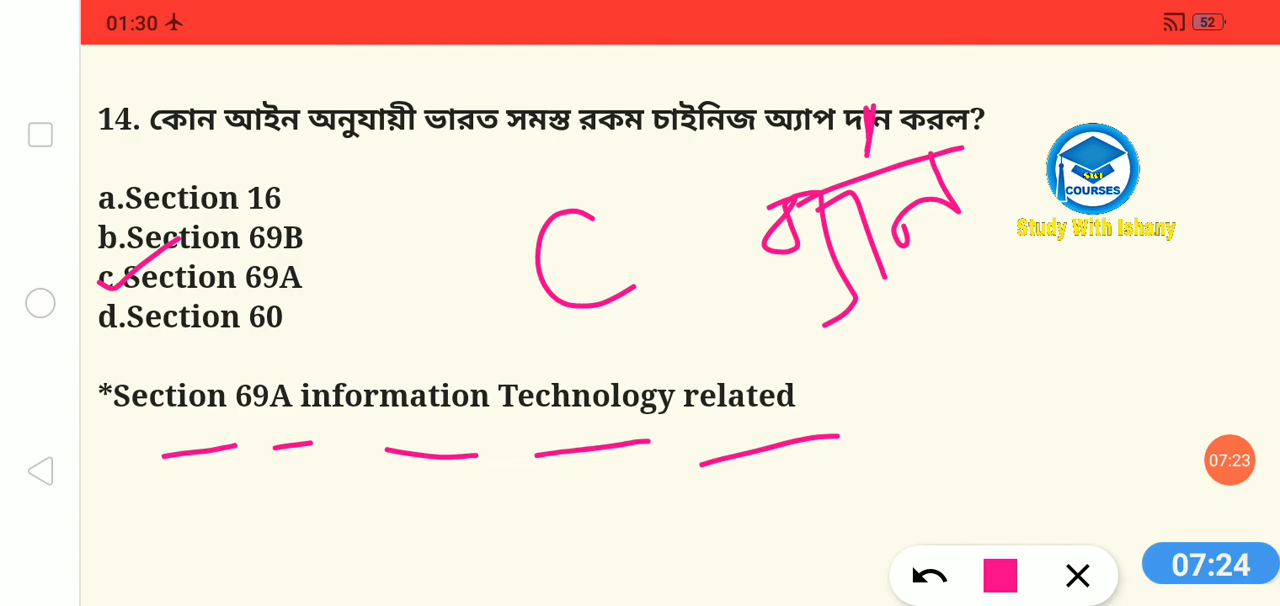 01:30
52
14. কোন আইন অনুযায়ী ভারত সমস্ত রকম চাইনিজ অ্যাপ দান করল?
a.Section 16
b.Section 69B
c.Section 69A
d.Section 60
C
ব্যান
SWI
COURSES
Study With Ishany
*Section 69A information Technology related
07:23
07:24